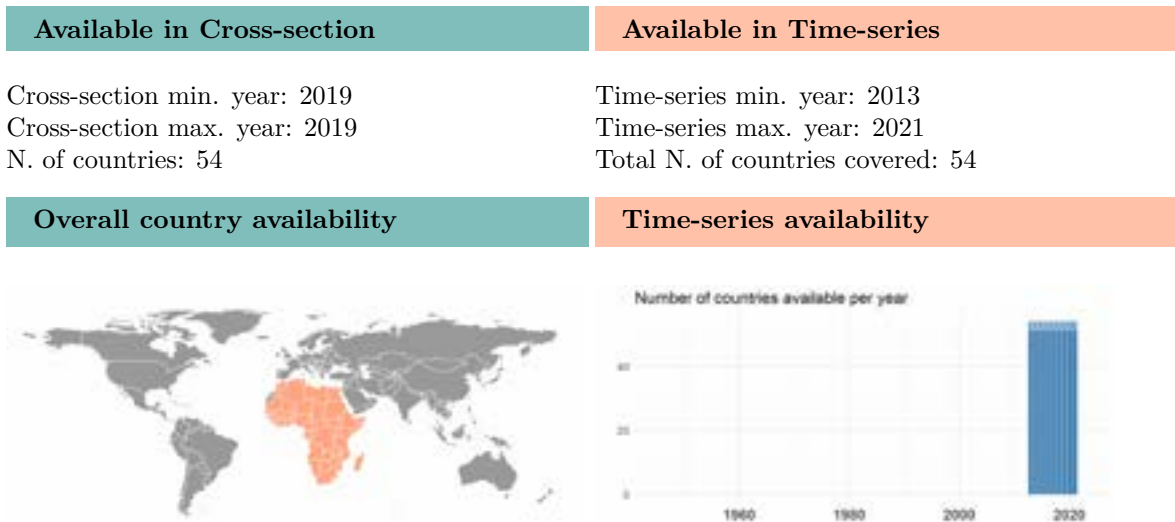 Available in Cross-section
Available in Time-series
Cross-section min. year: 2019
Cross-section max. year: 2019
N. of countries: 54
Time-series min. year: 2013
Time-series max. year: 2021
Total N. of countries covered: 54
Overall country availability
Time-series availability
Number of countries available per year
40
20
0
1960 1980 2000 2020